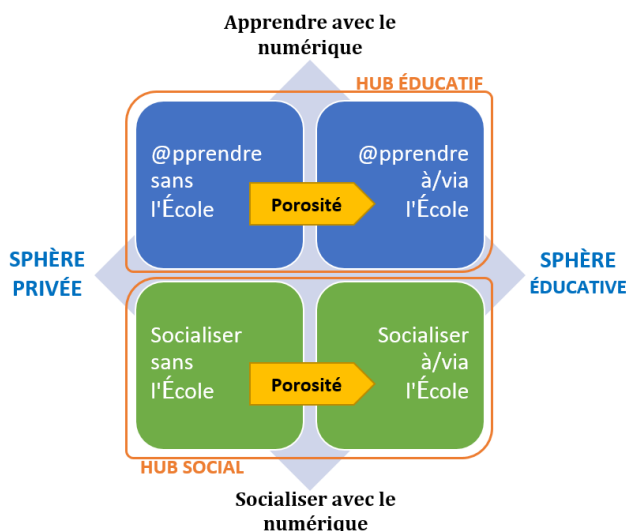 Apprendre avec le
numérique
HUB ÉDUCATIF
@pprendre
sans
l'École
@pprendre
à/via
l'École
Porosité
SPHÈRE
PRIVÉE
SPHÈRE
ÉDUCATIVE
Socialiser
sans
l'École
Socialiser
à/via
l'École
Porosité
HUB SOCIAL
Socialiser avec le
numérique